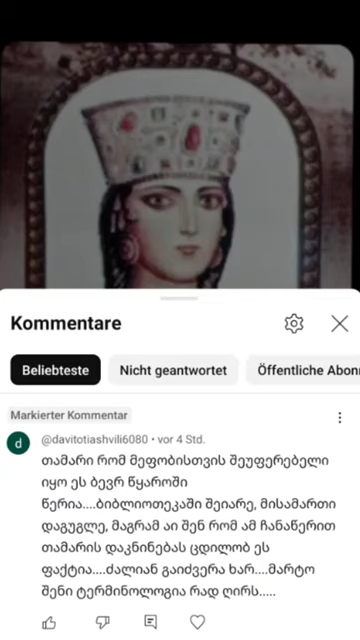 Kommentare
Beliebteste
Nicht geantwortet
Öffentliche Abon
Markierter Kommentar
d
@davitotiashvili6080 • vor 4 Std.
თამარი რომ მეფობისთვის შეუფერებელი
იყო ეს ბევრ წყაროში
წერია....ბიბლიოთეკაში შეიარე, მისამართი
დაგუგლე, მაგრამ აი შენ რომ ამ ჩანაწერით
თამარის დაკნინებას ცდილობ ეს
ფაქტია....ძალიან გაიძვერა ხარ....მარტო
შენი ტერმინოლოგია რად ღირს.....